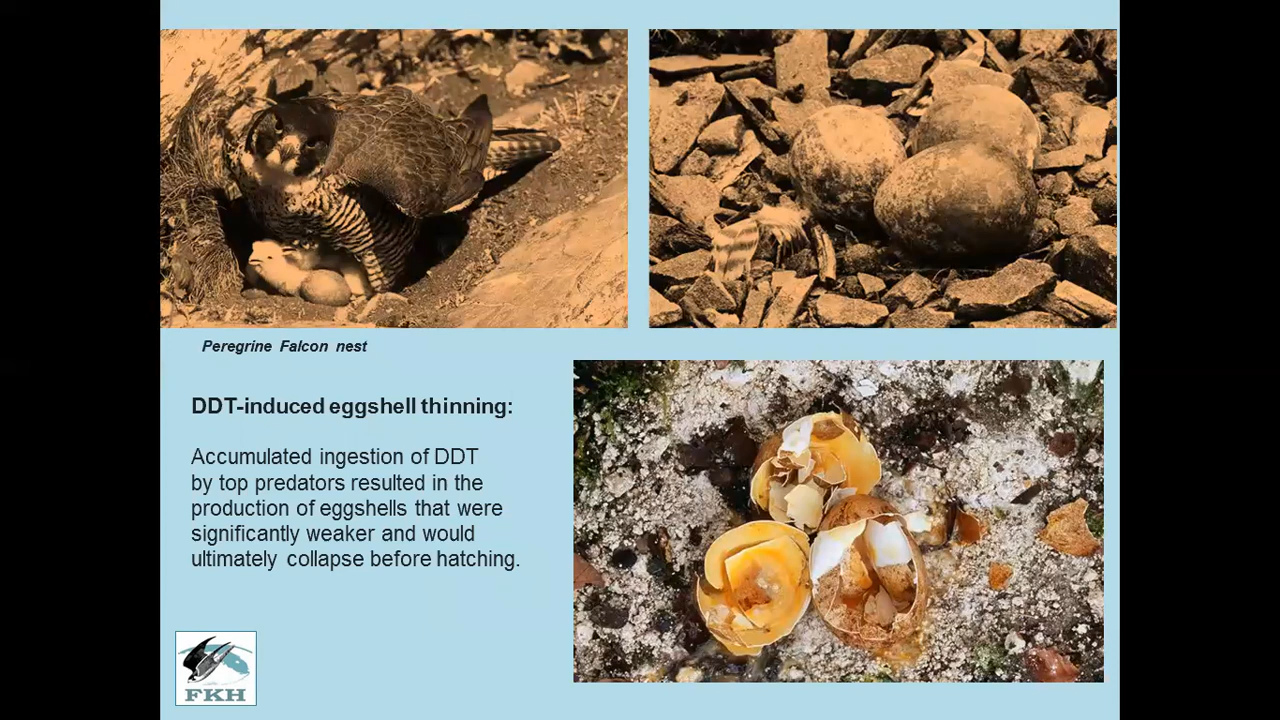 Peregrine Falcon nest
DDT-induced eggshell thinning:
Accumulated ingestion of DDT
by top predators resulted in the
production of eggshells that were
significantly weaker and would
ultimately collapse before hatching.
FKH